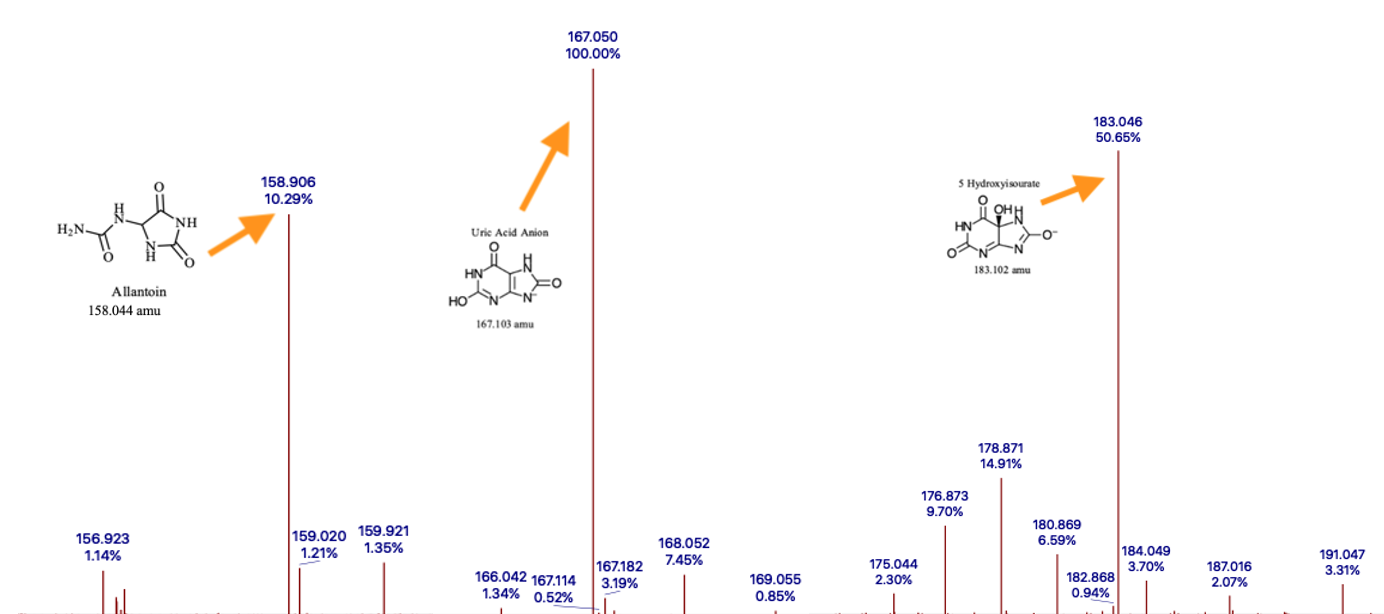 167.050
100.00%
183.046
50.65%
158.906
10.29%
5 Hydroxyisourate
O
OH
H
N
HN
O
N
N
O⁻
183.102 amu
O
H
N
NH
H₂N
O
N
H
O
Allantoin
158.044 amu
Uric Acid Anion
O
H
N
HN
O
HO
N
N⁻
167.103 amu
178.871
14.91%
176.873
9.70%
180.869
6.59%
156.923
1.14%
159.020
1.21%
159.921
1.35%
166.042
1.34%
167.114
0.52%
167.182
3.19%
168.052
7.45%
169.055
0.85%
175.044
2.30%
182.868
0.94%
184.049
3.70%
187.016
2.07%
191.047
3.31%